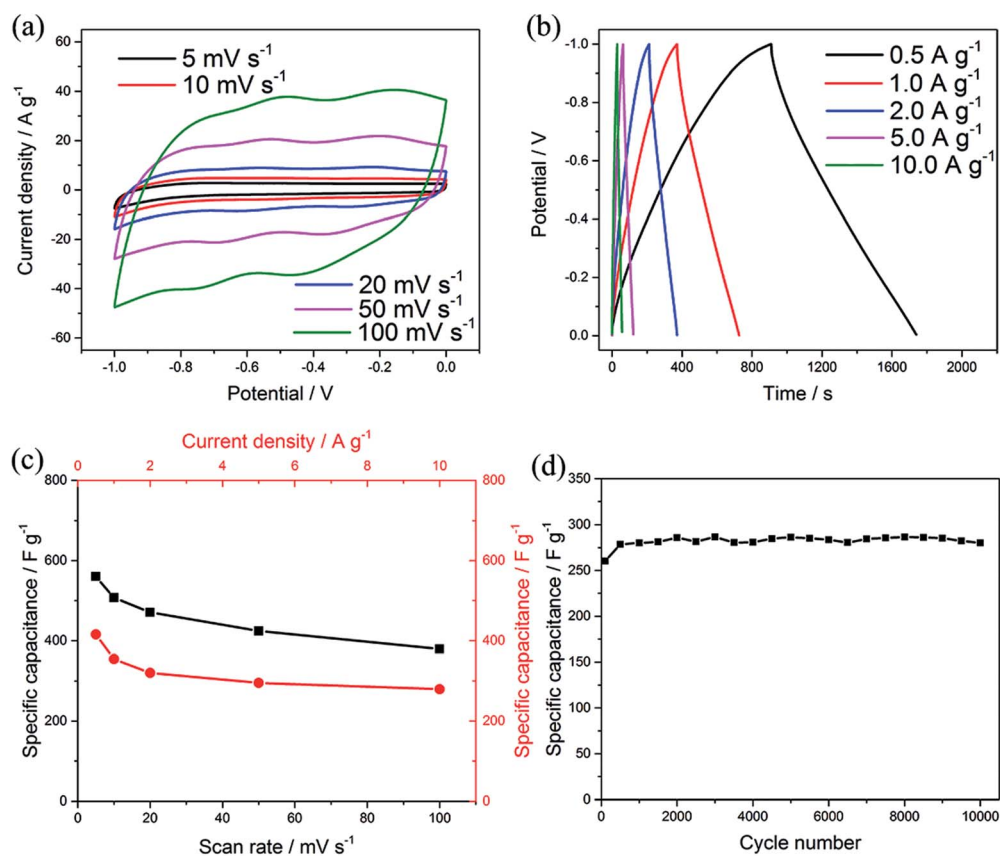 (a)
60
40
20
0
-20
-40
-60
Current density / A g⁻¹
5 mV s⁻¹
10 mV s⁻¹
20 mV s⁻¹
50 mV s⁻¹
100 mV s⁻¹
-1.0 -0.8 -0.6 -0.4 -0.2 0.0
Potential / V
(b)
-1.0
-0.8
-0.6
-0.4
-0.2
0.0
Potential / V
0.5 A g⁻¹
1.0 A g⁻¹
2.0 A g⁻¹
5.0 A g⁻¹
10.0 A g⁻¹
0 400 800 1200 1600 2000
Time / s
(c)
Current density / A g⁻¹
0 2 4 6 8 10
800
600
400
200
0
Specific capacitance / F g⁻¹
800
600
400
200
0
Specific capacitance / F g⁻¹
0 20 40 60 80 100
Scan rate / mV s⁻¹
(d)
350
300
250
200
150
100
50
0
Specific capacitance / F g⁻¹
0 2000 4000 6000 8000 10000
Cycle number